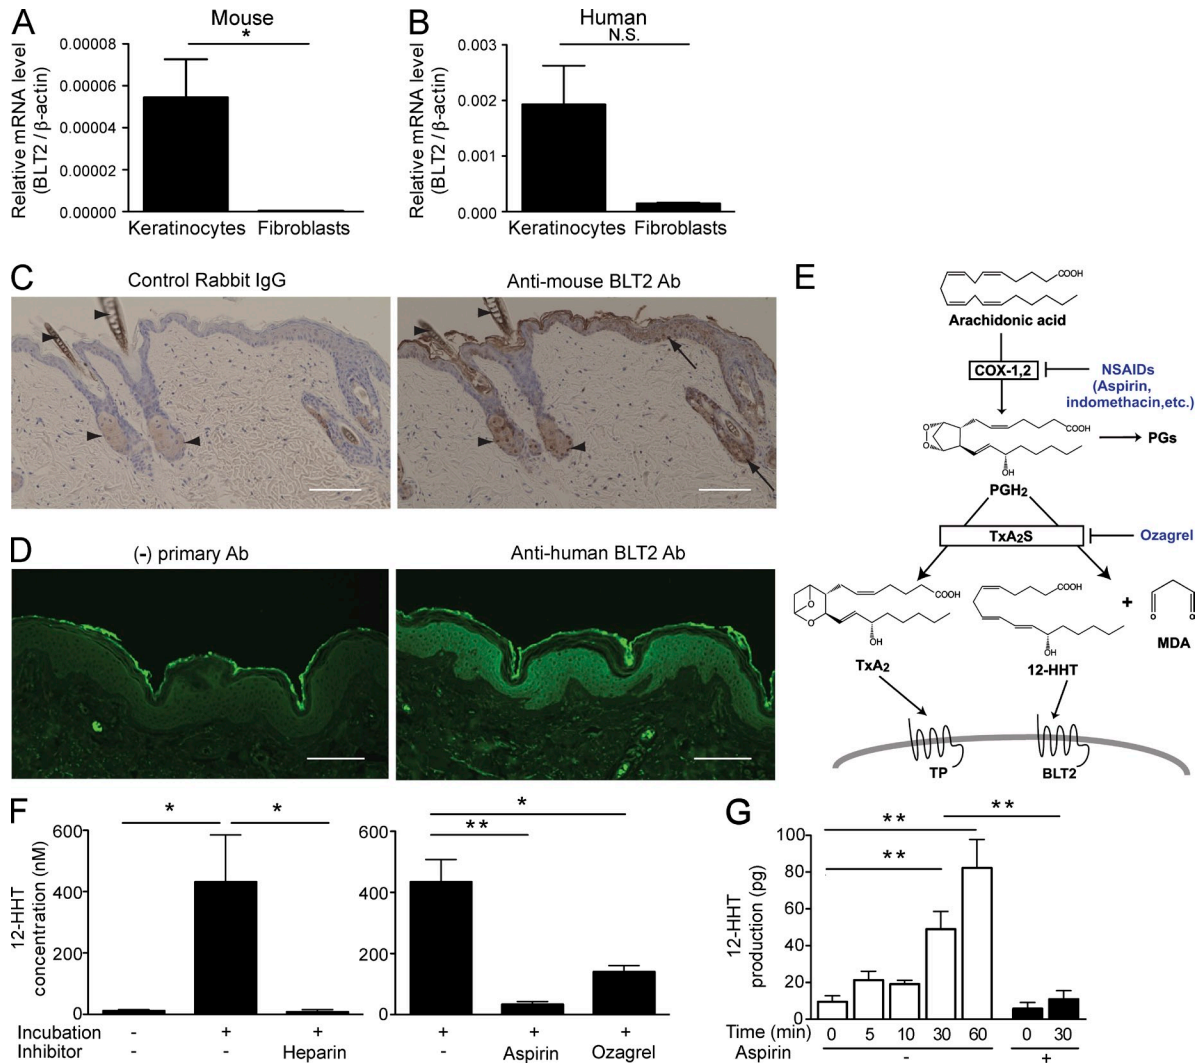 A
Mouse
*
Relative mRNA level
(BLT2 / β-actin)
0.00008
0.00006
0.00004
0.00002
0.00000
Keratinocytes Fibroblasts
B
Human
N.S.
Relative mRNA level
(BLT2 / β-actin)
0.003
0.002
0.001
0.000
Keratinocytes Fibroblasts
C
Control Rabbit IgG
Anti-mouse BLT2 Ab
D
(-) primary Ab
Anti-human BLT2 Ab
E
COOH
Arachidonic acid
COX-1,2
NSAIDs
(Aspirin,
indomethacin,etc.)
O
O
COOH
OH
PGs
PGH2
TxA2S
Ozagrel
O
O
COOH
OH
TxA2
COOH
OH
12-HHT
+
O O
MDA
TP
BLT2
F
* *
12-HHT
concentration (nM)
600
400
200
0
Incubation - + +
Inhibitor - - Heparin
*
**
600
400
200
0
+ + +
- Aspirin Ozagrel
G
** **
**
12-HHT
production (pg)
100
80
60
40
20
0
Time (min) 0 5 10 30 60 0 30
Aspirin - +